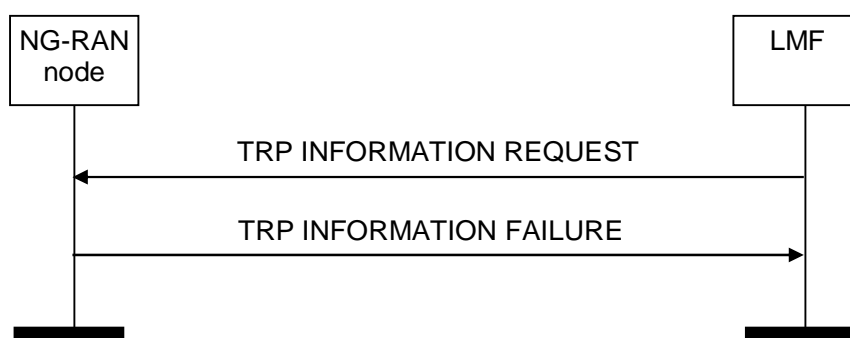 NG-RAN
node
LMF
TRP INFORMATION REQUEST
TRP INFORMATION FAILURE